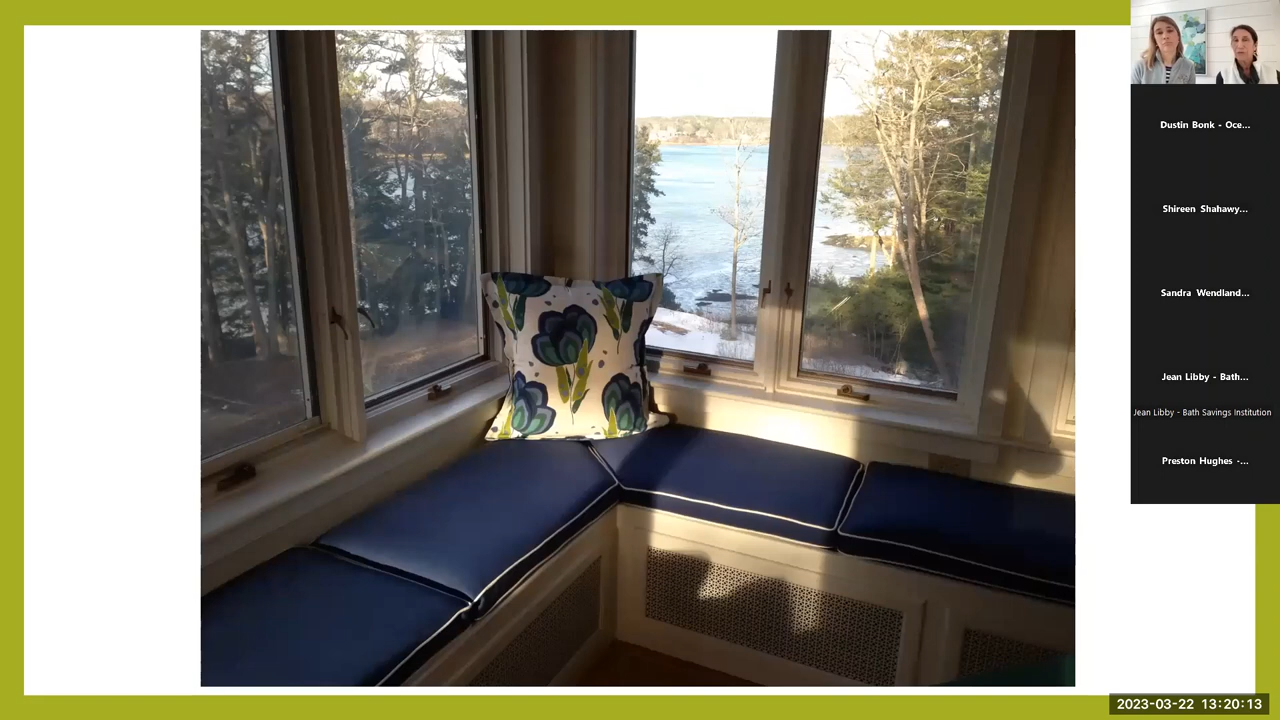 Dustin Bonk - Oce...
Shireen Shahawy...
Sandra Wendland...
Jean Libby - Bath...
Jean Libby - Bath Savings Institution
Preston Hughes -...
2023-03-22 13:20:13